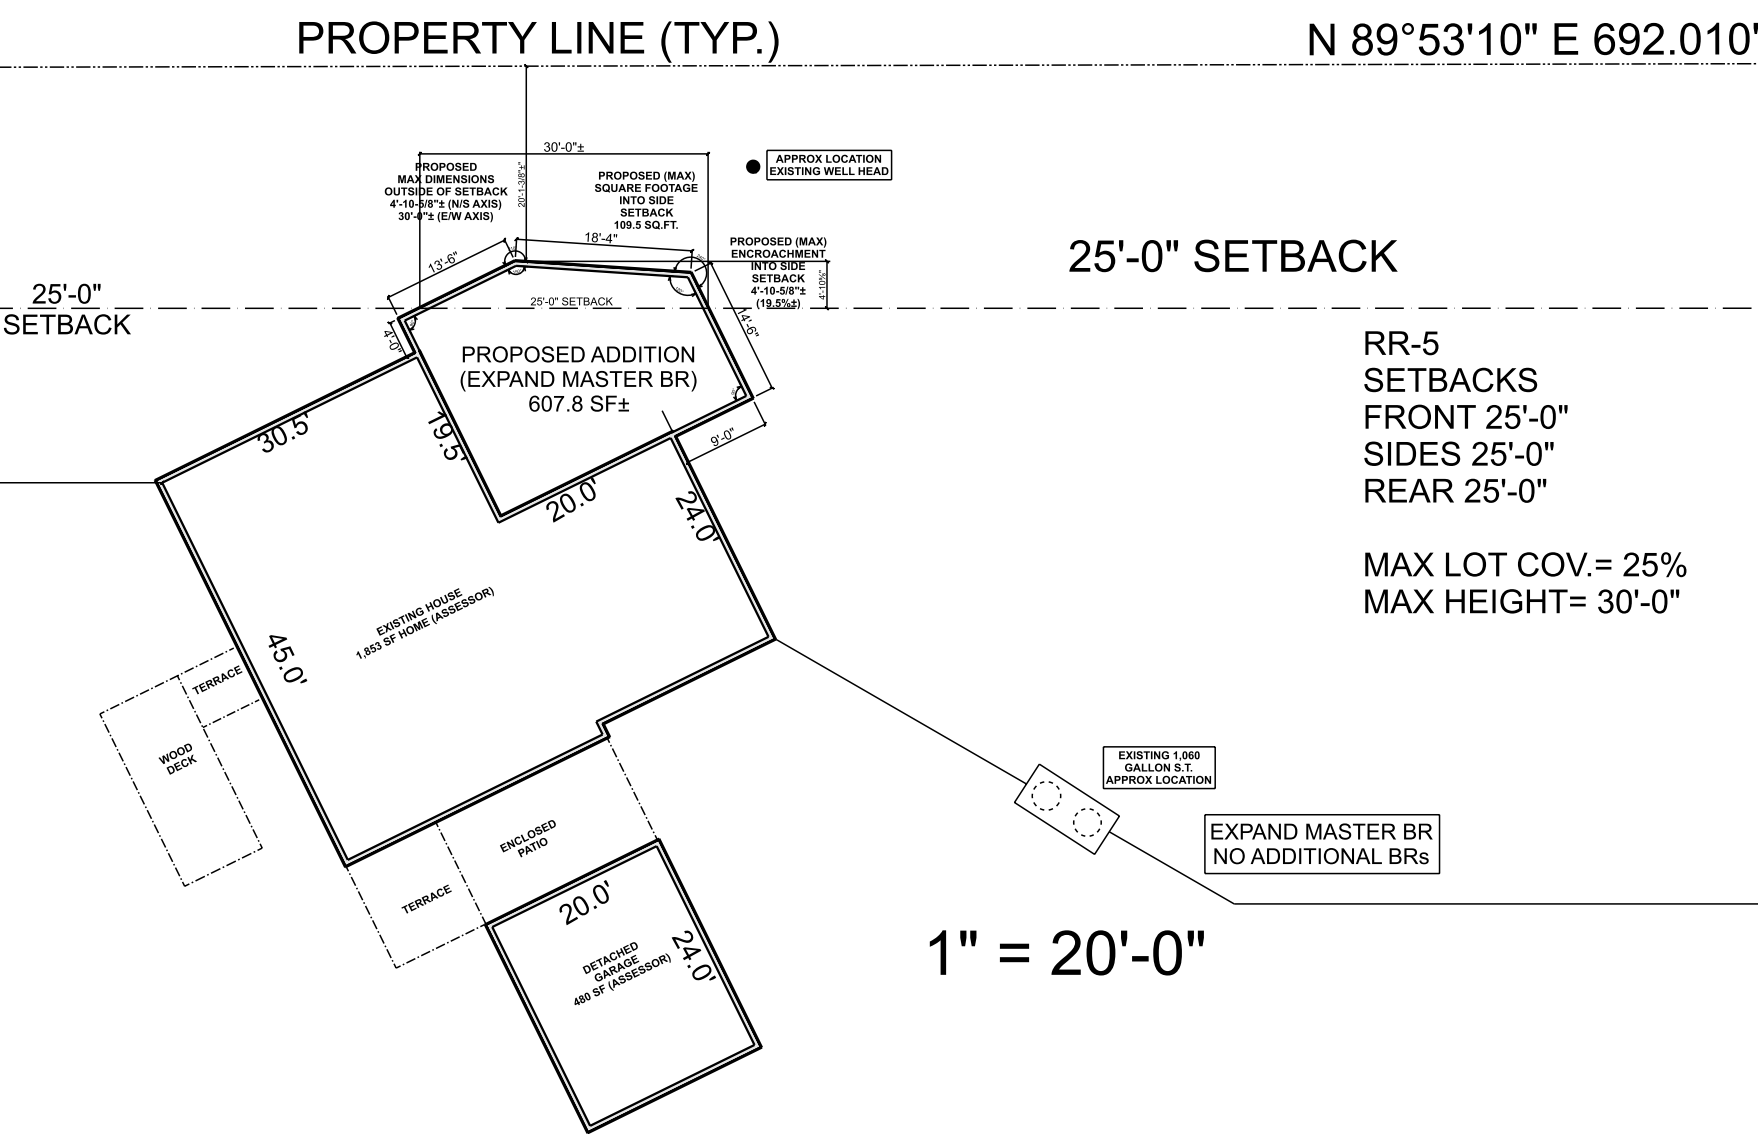 PROPERTY LINE (TYP.)
N 89°53'10" E 692.010'
30'-0"±
20'-1-3/8"±"
PROPOSED
MAX DIMENSIONS
OUTSIDE OF SETBACK
4'-10-5/8"± (N/S AXIS)
30'-0"± (E/W AXIS)
PROPOSED (MAX)
SQUARE FOOTAGE
INTO SIDE
SETBACK
109.5 SQ.FT.
APPROX LOCATION
EXISTING WELL HEAD
18'-4"
13'-6"
PROPOSED (MAX)
ENCROACHMENT
INTO SIDE
SETBACK
4'-10-5/8"±
(19.5%±)
4'-10⅝"
25'-0" SETBACK
25'-0"
SETBACK
25'-0" SETBACK
14'-6"
4'-0"
PROPOSED ADDITION
(EXPAND MASTER BR)
607.8 SF±
9'-0"
30.5'
19.5'
20.0'
24.0'
RR-5
SETBACKS
FRONT 25'-0"
SIDES 25'-0"
REAR 25'-0"
MAX LOT COV.= 25%
MAX HEIGHT= 30'-0"
EXISTING HOUSE
1,853 SF HOME (ASSESSOR)
45.0'
TERRACE
WOOD
DECK
ENCLOSED
PATIO
TERRACE
20.0'
24.0'
DETACHED
GARAGE
480 SF (ASSESSOR)
EXISTING 1,060
GALLON S.T.
APPROX LOCATION
EXPAND MASTER BR
NO ADDITIONAL BRs
1" = 20'-0"